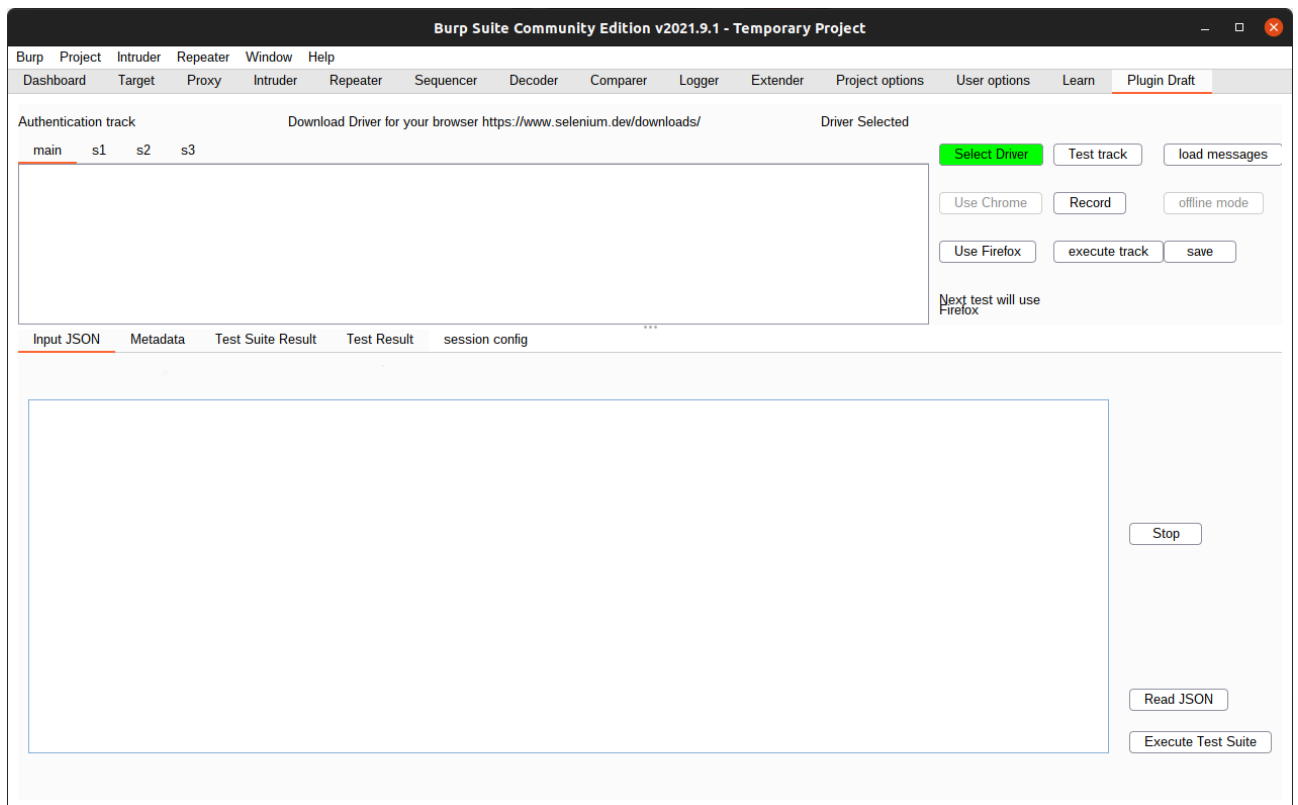 Burp Suite Community Edition v2021.9.1 - Temporary Project
Burp Project Intruder Repeater Window Help
Dashboard Target Proxy Intruder Repeater Sequencer Decoder Comparer Logger Extender Project options User options Learn Plugin Draft
Authentication track Download Driver for your browser https://www.selenium.dev/downloads/ Driver Selected
main s1 s2 s3
Select Driver Test track load messages
Use Chrome Record offline mode
Use Firefox execute track save
Next test will use
Firefox
Input JSON Metadata Test Suite Result Test Result session config
Stop
Read JSON
Execute Test Suite